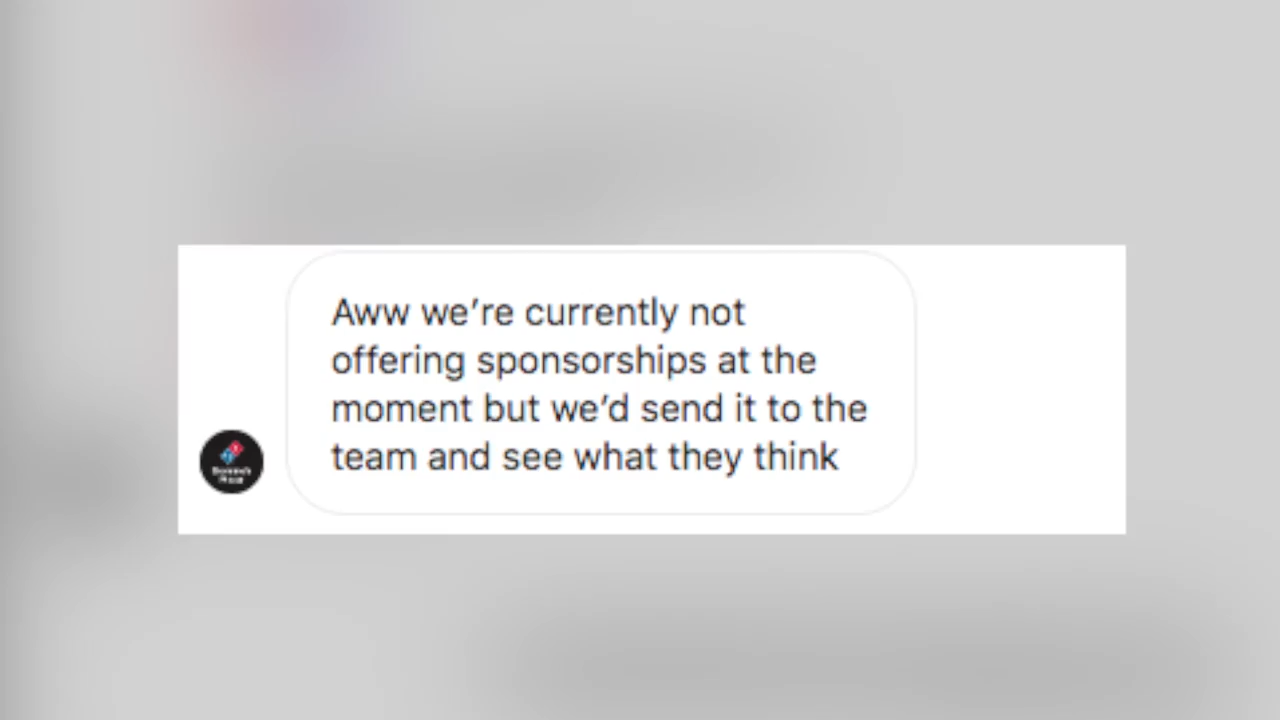 Aww we’re currently not
offering sponsorships at the
moment but we’d send it to the
team and see what they think